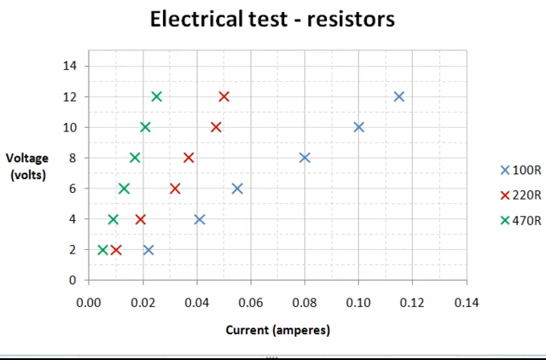 Electrical test - resistors
14
12
10
8
6
4
2
0
Voltage
(volts)
0.00 0.02 0.04 0.06 0.08 0.10 0.12 0.14
Current (amperes)
100R
220R
470R